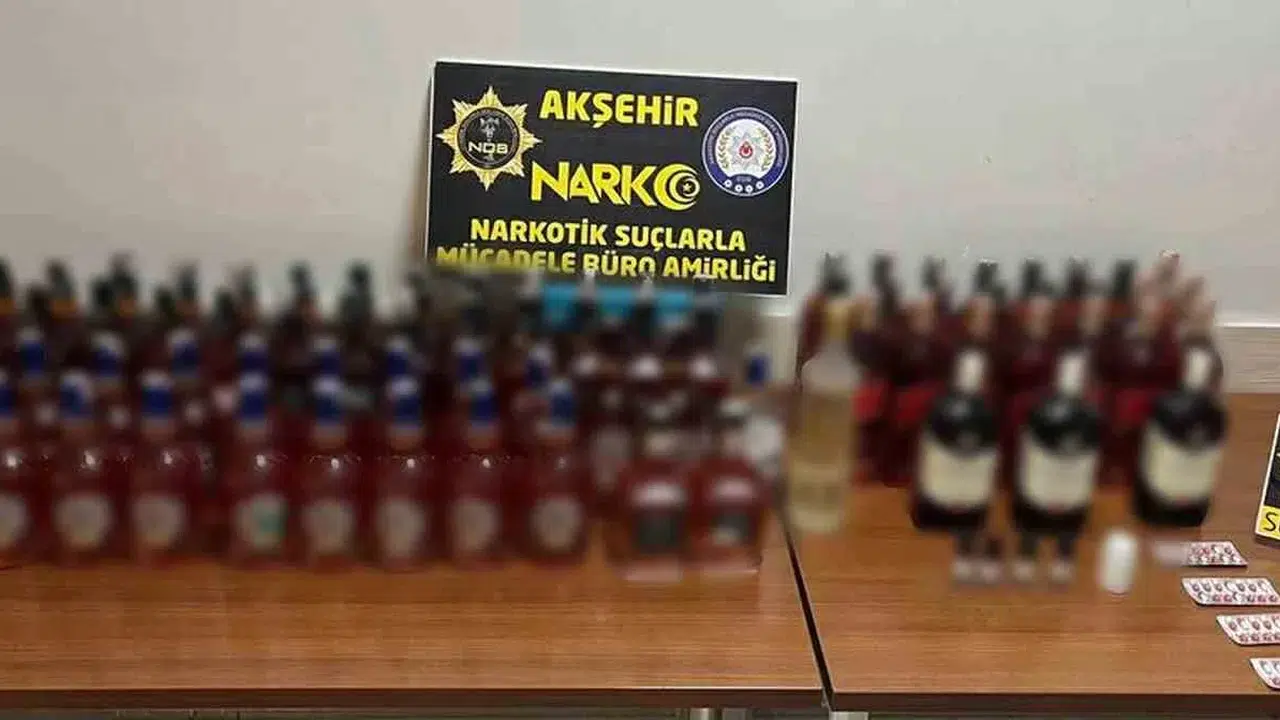 AKŞEHİR
NDB
NARKO
NARKOTİK SUÇLARLA
MÜCADELE BÜRO AMİRLİĞİ